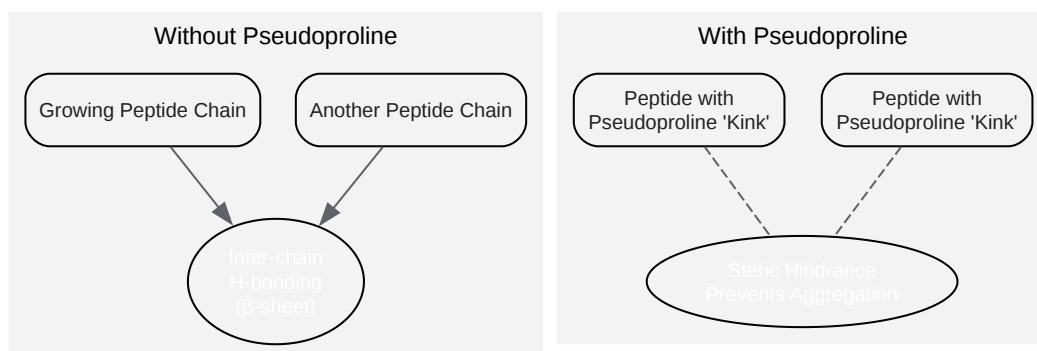 Without Pseudoproline
Growing Peptide Chain
Another Peptide Chain
Inter-chain
H-bonding
(β-sheet)
With Pseudoproline
Peptide with
Pseudoproline 'Kink'
Peptide with
Pseudoproline 'Kink'
Steric Hindrance
Prevents Aggregation